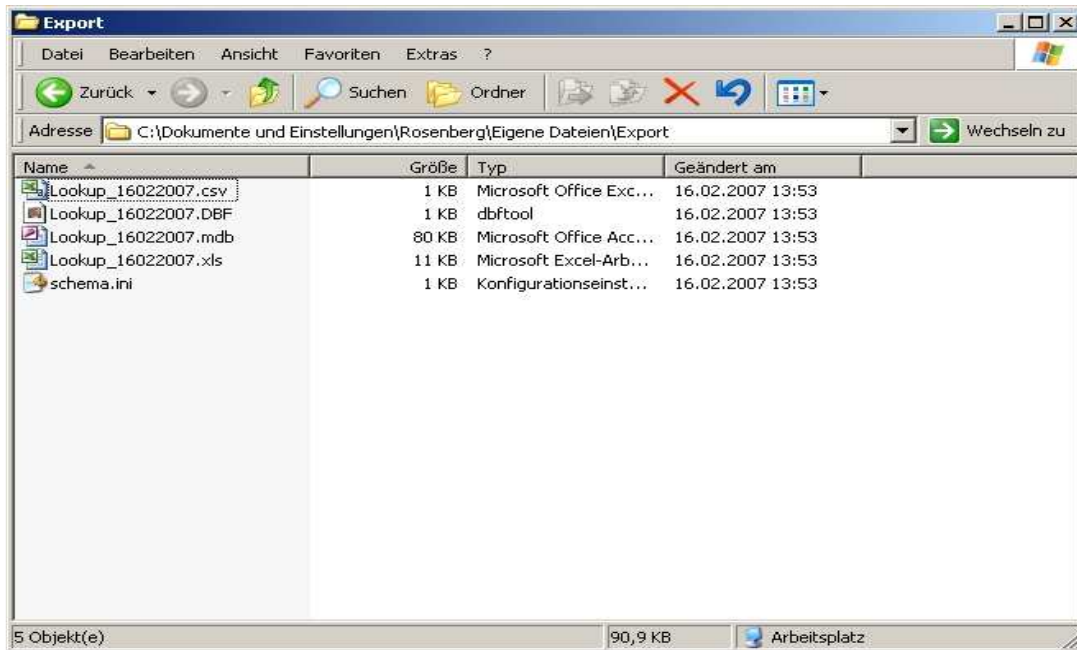 Export
Datei Bearbeiten Ansicht Favoriten Extras ?
Zurück Suchen Ordner
Adresse C:\Dokumente und Einstellungen\Rosenberg\Eigene Dateien\Export Wechseln zu
Name Größe Typ Geändert am
Lookup_16022007.csv 1 KB Microsoft Office Exc... 16.02.2007 13:53
Lookup_16022007.DBF 1 KB dbftool 16.02.2007 13:53
Lookup_16022007.mdb 80 KB Microsoft Office Acc... 16.02.2007 13:53
Lookup_16022007.xls 11 KB Microsoft Excel-Arb... 16.02.2007 13:53
schema.ini 1 KB Konfigurationseinst... 16.02.2007 13:53
5 Objekt(e) 90,9 KB Arbeitsplatz